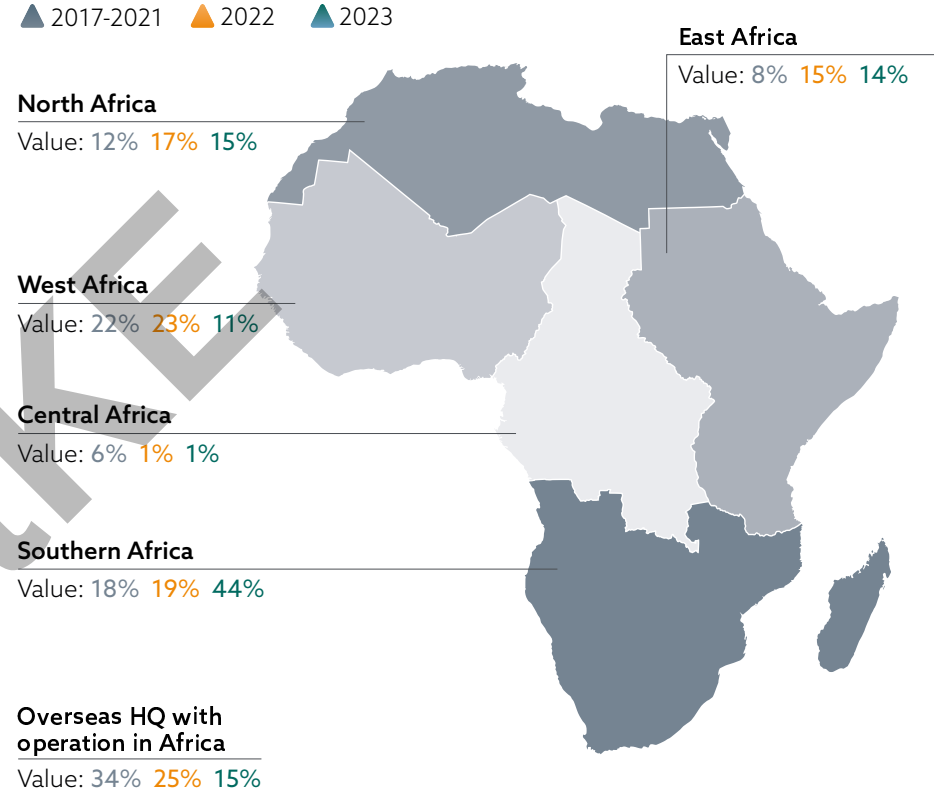 2017-2021 2022 2023
East Africa
Value: 8% 15% 14%
North Africa
Value: 12% 17% 15%
West Africa
Value: 22% 23% 11%
Central Africa
Value: 6% 1% 1%
Southern Africa
Value: 18% 19% 44%
Overseas HQ with
operation in Africa
Value: 34% 25% 15%